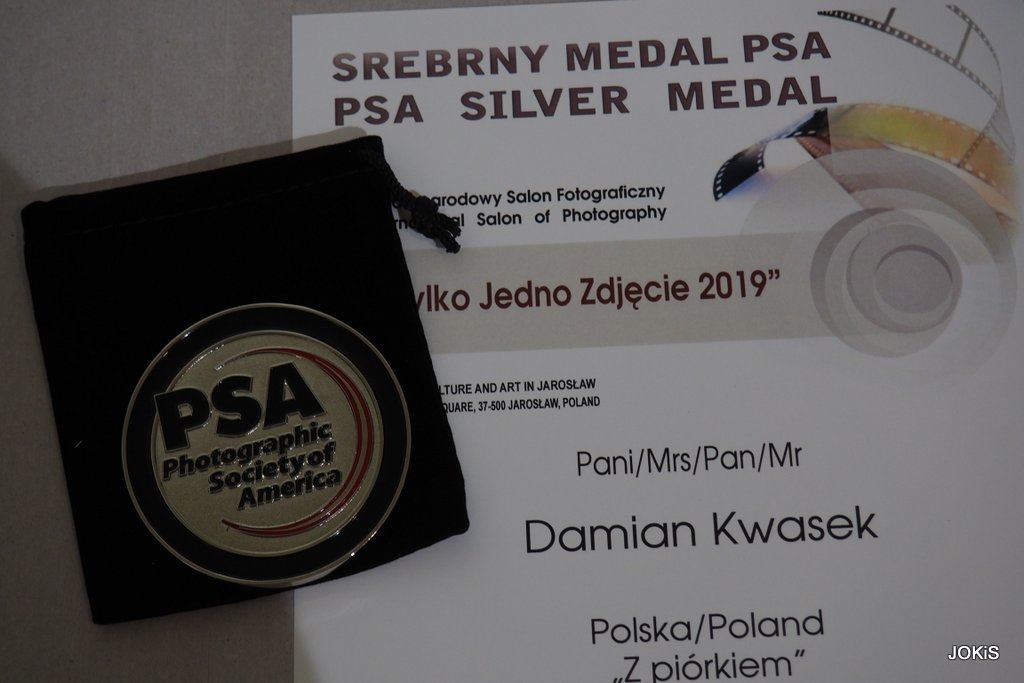 SREBRNY MEDAL PSA
PSA SILVER MEDAL
arodowy Salon Fotograficzny
al Salon of Photography
ylko Jedno Zdjęcie 2019”
LTURE AND ART IN JAROSŁAW
QUARE, 37-500 JAROSŁAW, POLAND
Pani/Mrs/Pan/Mr
Damian Kwasek
Polska/Poland
„Z piórkiem”
PSA
Photographic
Society of
America
JOKiS